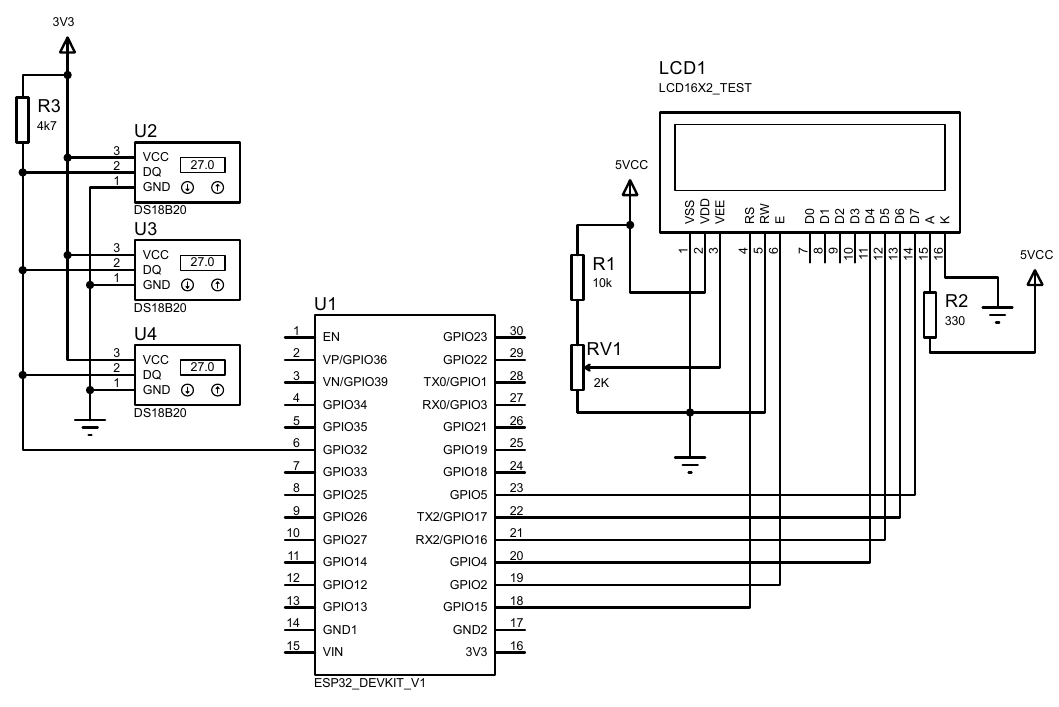 3V3
R3
4k7
U2
3 VCC
2 DQ
1 GND
27.0
DS18B20
U3
3 VCC
2 DQ
1 GND
27.0
DS18B20
U4
3 VCC
2 DQ
1 GND
27.0
DS18B20
U1
1 EN
2 VP/GPIO36
3 VN/GPIO39
4 GPIO34
5 GPIO35
6 GPIO32
7 GPIO33
8 GPIO25
9 GPIO26
10 GPIO27
11 GPIO14
12 GPIO12
13 GPIO13
14 GND1
15 VIN
GPIO23 30
GPIO22 29
TX0/GPIO1 28
RX0/GPIO3 27
GPIO21 26
GPIO19 25
GPIO18 24
GPIO5 23
TX2/GPIO17 22
RX2/GPIO16 21
GPIO4 20
GPIO2 19
GPIO15 18
GND2 17
3V3 16
ESP32_DEVKIT_V1
LCD1
LCD16X2_TEST
VSS VDD VEE RS RW E D0 D1 D2 D3 D4 D5 D6 D7 A K
1 2 3 4 5 6 7 8 9 10 11 12 13 14 15 16
5VCC
R1
10k
RV1
2K
5VCC
R2
330